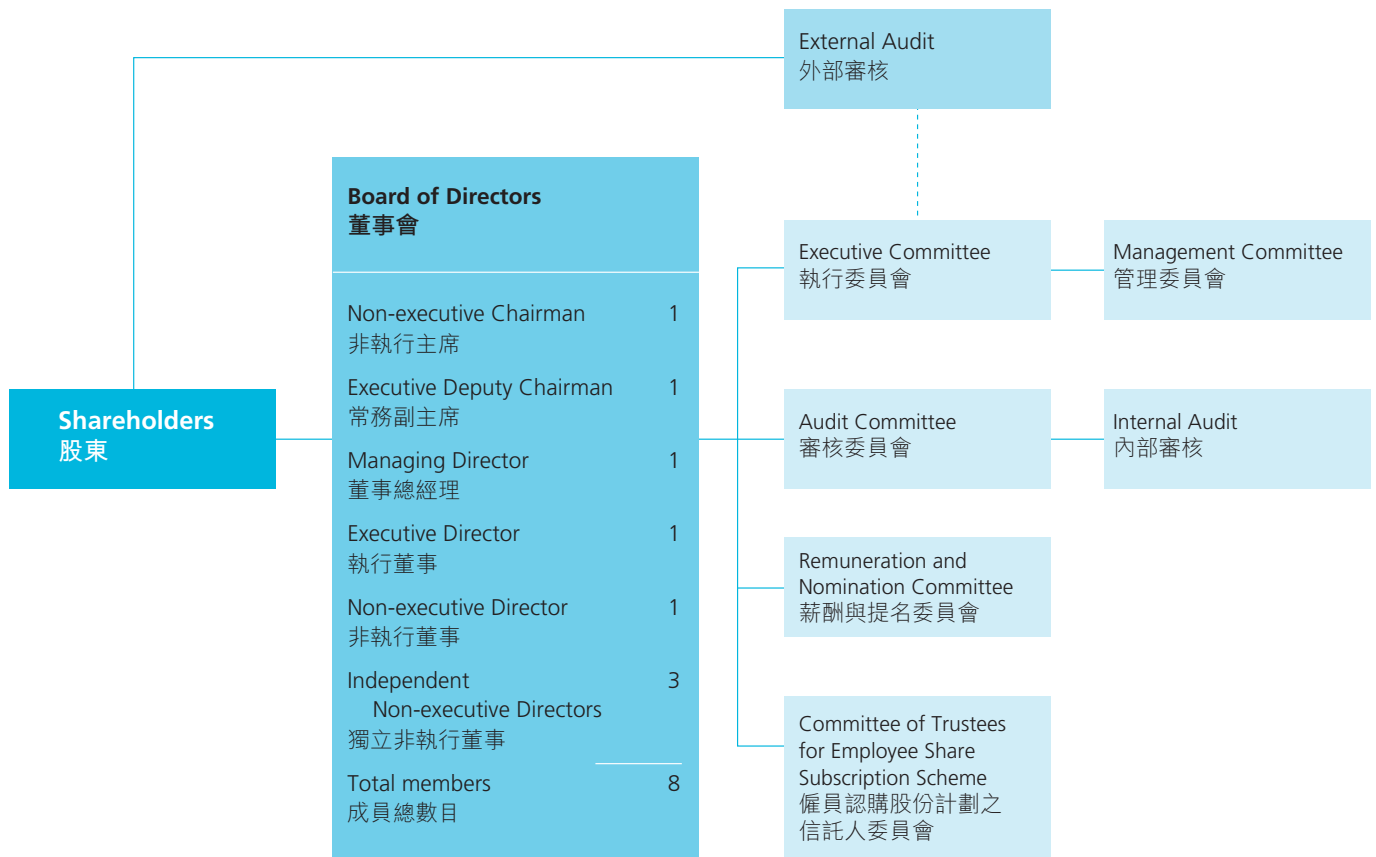 External Audit
外部審核
Board of Directors
董事會
Non-executive Chairman 1
非執行主席
Executive Deputy Chairman 1
常務副主席
Managing Director 1
董事總經理
Executive Director 1
執行董事
Non-executive Director 1
非執行董事
Independent 3
Non-executive Directors
獨立非執行董事
Total members 8
成員總數目
Shareholders
股東
Executive Committee
執行委員會
Management Committee
管理委員會
Audit Committee
審核委員會
Internal Audit
內部審核
Remuneration and
Nomination Committee
薪酬與提名委員會
Committee of Trustees
for Employee Share
Subscription Scheme
僱員認購股份計劃之
信託人委員會